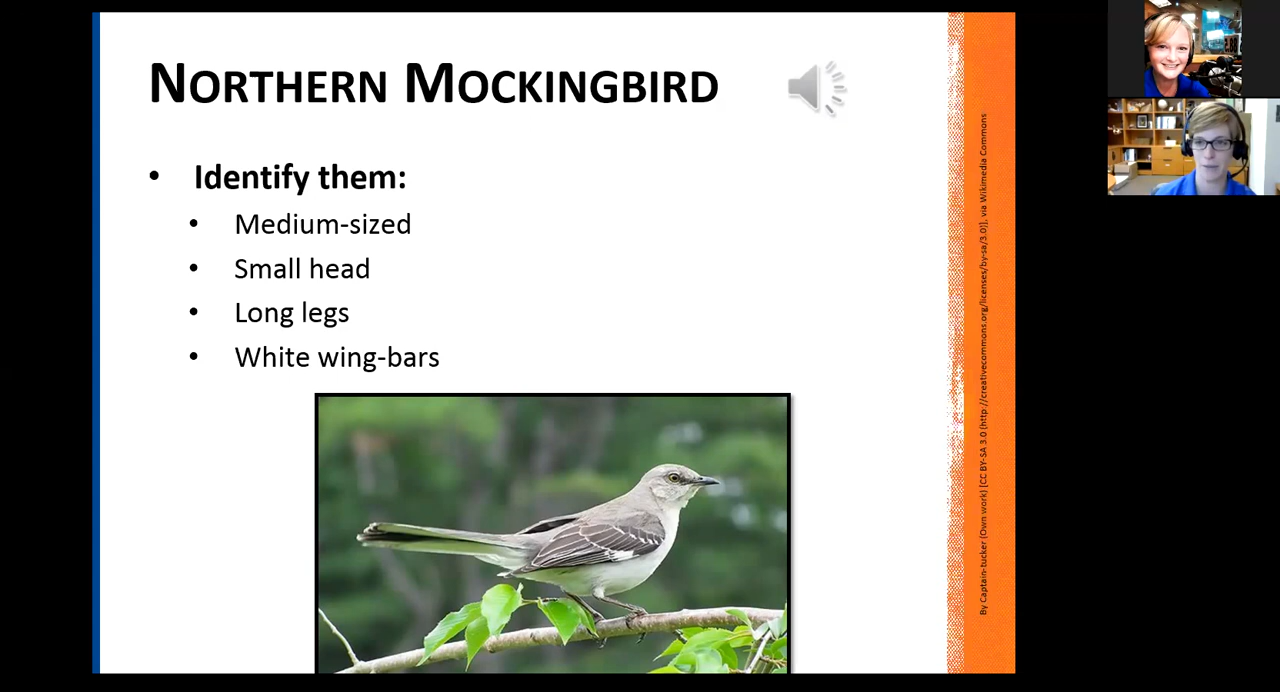 NORTHERN MOCKINGBIRD
• Identify them:
• Medium-sized
• Small head
• Long legs
• White wing-bars
By Captain-tucker (Own work) [CC BY-SA 3.0 (http://creativecommons.org/licenses/by-sa/3.0)], via Wikimedia Commons